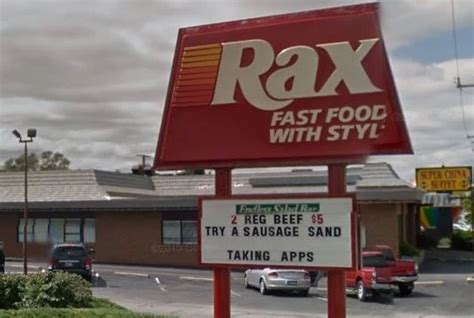 Rax
FAST FOOD
WITH STYL
Endless Salad Bar
2 REG BEEF $5
TRY A SAUSAGE SAND
TAKING APPS
SUPER CHINA
BUFFET